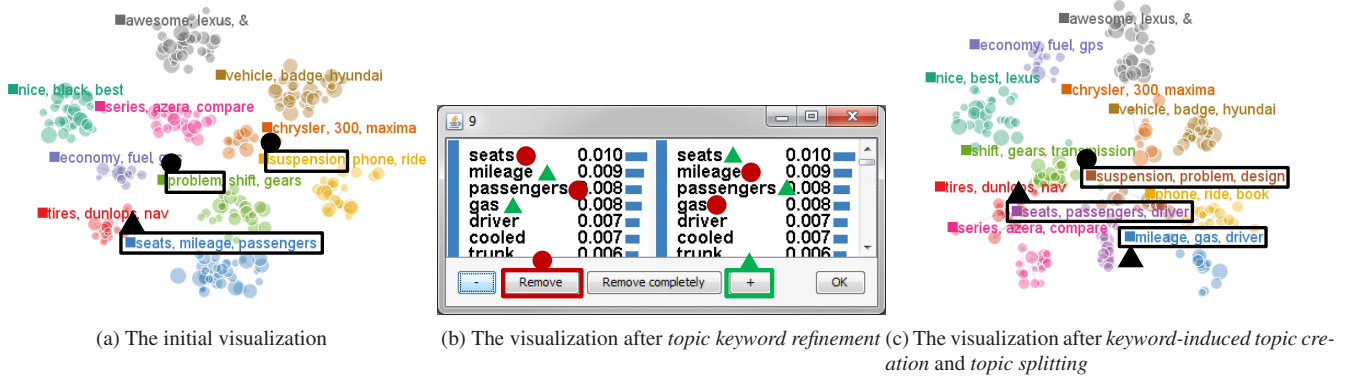 awesome, lexus, &
vehicle, badge, hyundai
nice, black, best
series, azera, compare
chrysler, 300, maxima
economy, fuel, g
suspension, phone, ride
problem, shift, gears
tires, dunlops, nav
seats, mileage, passengers
(a) The initial visualization
9
seats 0.010
mileage 0.009
passengers 0.008
gas 0.008
driver 0.007
cooled 0.007
trunk 0.006
seats 0.010
mileage 0.009
passengers 0.008
gas 0.008
driver 0.007
cooled 0.007
trunk 0.006
- Remove Remove completely + OK
(b) The visualization after topic keyword refinement
awesome, lexus, &
economy, fuel, gps
nice, best, lexus
chrysler, 300, maxima
vehicle, badge, hyundai
shift, gears, transmission
suspension, problem, design
tires, dunlops, nav
phone, ride, book
seats, passengers, driver
series, azera, compare
mileage, gas, driver
(c) The visualization after keyword-induced topic cre-
ation and topic splitting